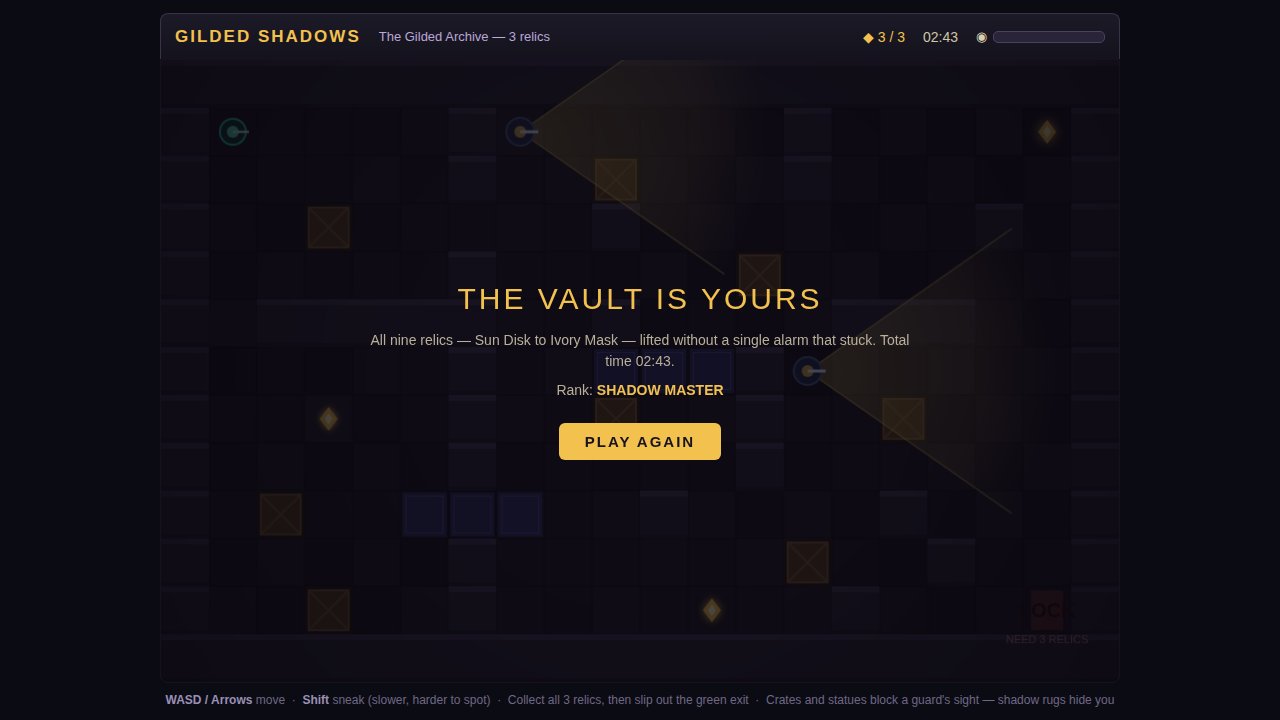 GILDED SHADOWS The Gilded Archive — 3 relics ◆ 3 / 3 02:43 ◉
THE VAULT IS YOURS
All nine relics — Sun Disk to Ivory Mask — lifted without a single alarm that stuck. Total
time 02:43.
Rank: SHADOW MASTER
PLAY AGAIN
NEED 3 RELICS
WASD / Arrows move · Shift sneak (slower, harder to spot) · Collect all 3 relics, then slip out the green exit · Crates and statues block a guard's sight — shadow rugs hide you